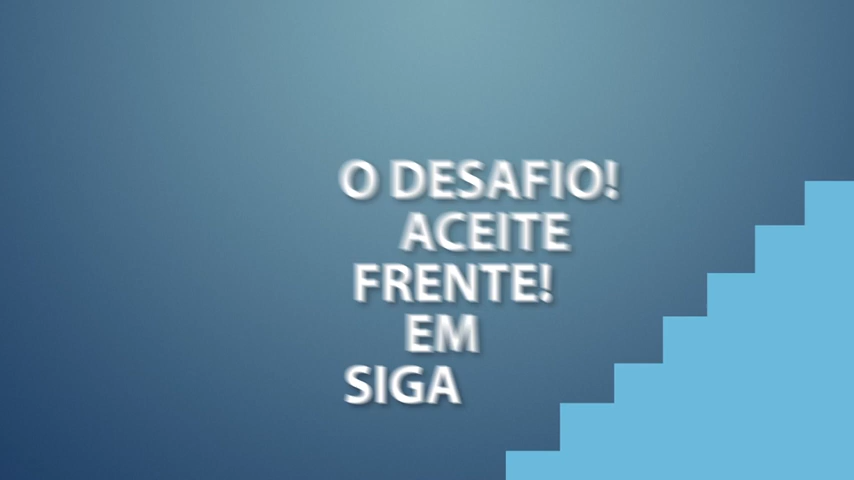 O DESAFIO!
ACEITE
FRENTE!
EM
SIGA